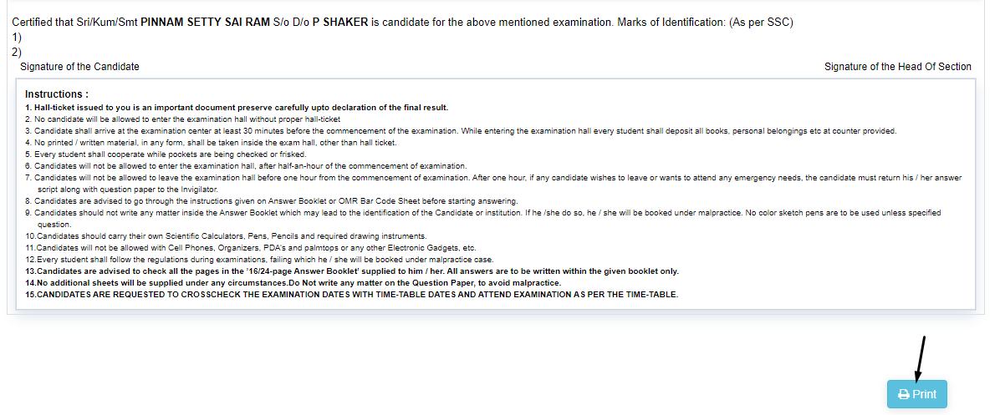 Certified that Sri/Kum/Smt PINNAM SETTY SAI RAM S/o D/o P SHAKER is candidate for the above mentioned examination. Marks of Identification: (As per SSC)
1)
2)
Signature of the Candidate
Signature of the Head Of Section
Instructions :
1. Hall-ticket issued to you is an important document preserve carefully upto declaration of the final result.
2. No candidate will be allowed to enter the examination hall without proper hall-ticket
3. Candidate shall arrive at the examination center at least 30 minutes before the commencement of the examination. While entering the examination hall every student shall deposit all books, personal belongings etc at counter provided.
4. No printed / written material, in any form, shall be taken inside the exam hall, other than hall ticket.
5. Every student shall cooperate while pockets are being checked or frisked.
6. Candidates will not be allowed to enter the examination hall, after half-an-hour of the commencement of examination.
7. Candidates will not be allowed to leave the examination hall before one hour from the commencement of examination. After one hour, if any candidate wishes to leave or wants to attend any emergency needs, the candidate must return his / her answer
script along with question paper to the Invigilator.
8. Candidates are advised to go through the instructions given on Answer Booklet or OMR Bar Code Sheet before starting answering.
9. Candidates should not write any matter inside the Answer Booklet which may lead to the identification of the Candidate or institution. If he /she do so, he / she will be booked under malpractice. No color sketch pens are to be used unless specified
question.
10.Candidates should carry their own Scientific Calculators, Pens, Pencils and required drawing instruments.
11.Candidates will not be allowed with Cell Phones, Organizers, PDA's and palmtops or any other Electronic Gadgets, etc.
12.Every student shall follow the regulations during examinations, failing which he / she will be booked under malpractice case.
13.Candidates are advised to check all the pages in the '16/24-page Answer Booklet' supplied to him / her. All answers are to be written within the given booklet only.
14.No additional sheets will be supplied under any circumstances.Do Not write any matter on the Question Paper, to avoid malpractice.
15.CANDIDATES ARE REQUESTED TO CROSSCHECK THE EXAMINATION DATES WITH TIME-TABLE DATES AND ATTEND EXAMINATION AS PER THE TIME-TABLE.
Print